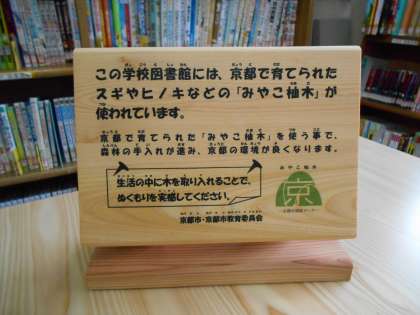 この学校図書館には、京都で育てられた
スギやヒノキなどの「みやこ杣木」が
使われています。
京都で育てられた「みやこ杣木」を使う事で、
森林の手入れが進み、京都の環境が良くなります。
生活の中に木を取り入れることで、
ぬくもりを実感してください。
みやこ杣木
京
京都市・京都市教育委員会